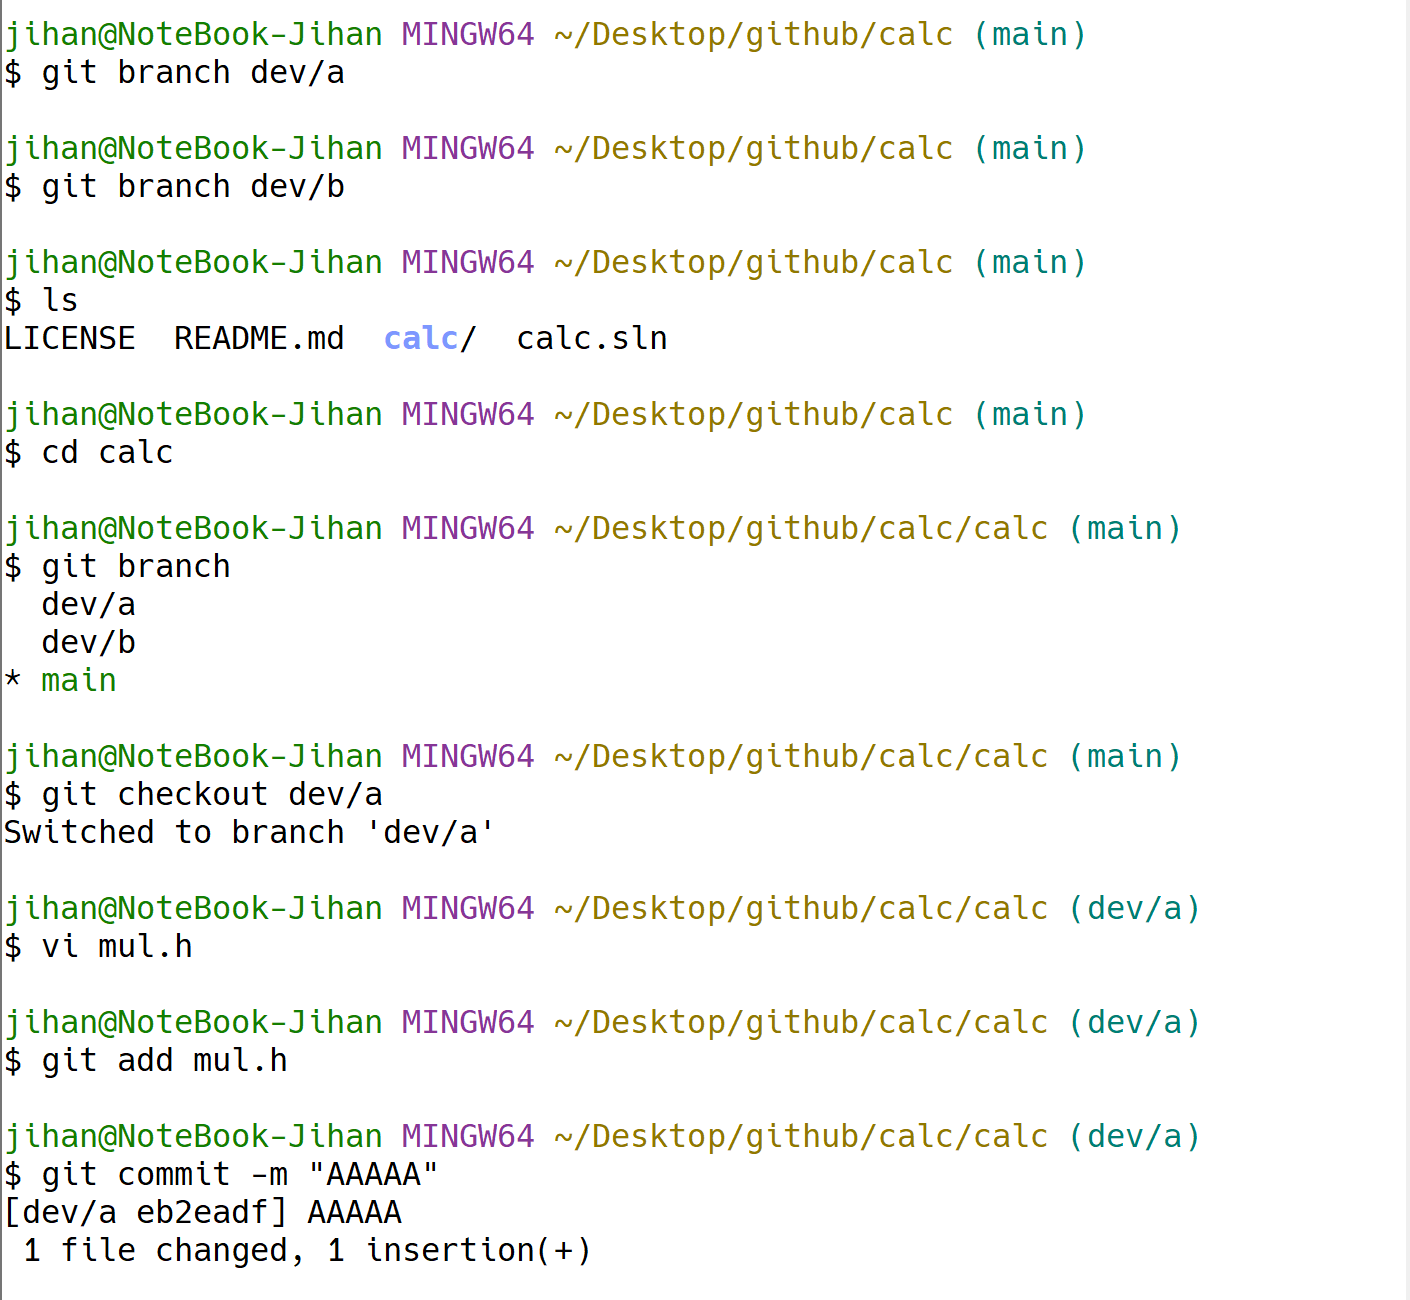 jihan@NoteBook-Jihan MINGW64 ~/Desktop/github/calc (main)
$ git branch dev/a
jihan@NoteBook-Jihan MINGW64 ~/Desktop/github/calc (main)
$ git branch dev/b
jihan@NoteBook-Jihan MINGW64 ~/Desktop/github/calc (main)
$ ls
LICENSE  README.md  calc/  calc.sln
jihan@NoteBook-Jihan MINGW64 ~/Desktop/github/calc (main)
$ cd calc
jihan@NoteBook-Jihan MINGW64 ~/Desktop/github/calc/calc (main)
$ git branch
  dev/a
  dev/b
* main
jihan@NoteBook-Jihan MINGW64 ~/Desktop/github/calc/calc (main)
$ git checkout dev/a
Switched to branch 'dev/a'
jihan@NoteBook-Jihan MINGW64 ~/Desktop/github/calc/calc (dev/a)
$ vi mul.h
jihan@NoteBook-Jihan MINGW64 ~/Desktop/github/calc/calc (dev/a)
$ git add mul.h
jihan@NoteBook-Jihan MINGW64 ~/Desktop/github/calc/calc (dev/a)
$ git commit -m "AAAAA"
[dev/a eb2eadf] AAAAA
 1 file changed, 1 insertion(+)